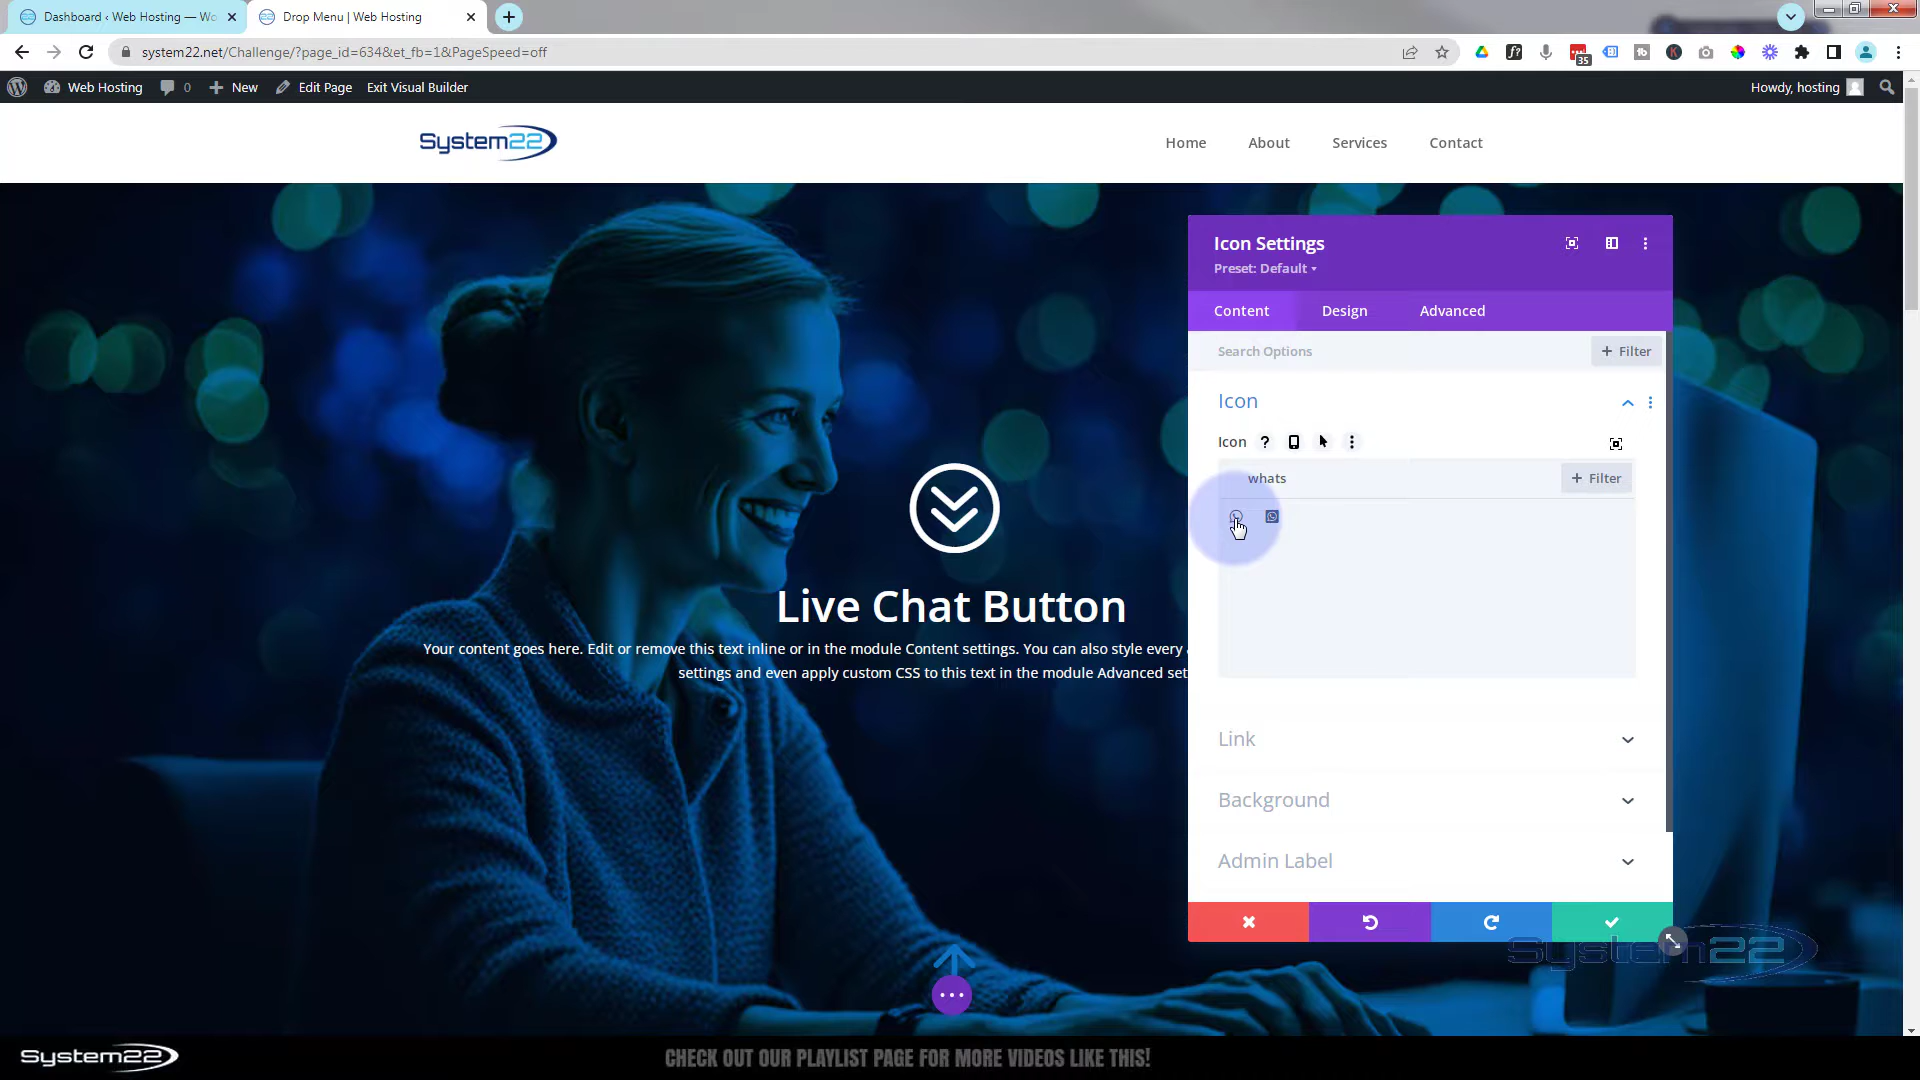 Dashboard ‹ Web Hosting — Wo
Drop Menu | Web Hosting
system22.net/Challenge/?page_id=634&et_fb=1&PageSpeed=off
35
Web Hosting
0
New
Edit Page
Exit Visual Builder
Howdy, hosting
System22
Home
About
Services
Contact
Icon Settings
Preset: Default
Content
Design
Advanced
Search Options
+ Filter
Icon
Icon ?
whats
+ Filter
Live Chat Button
Your content goes here. Edit or remove this text inline or in the module Content settings. You can also style every
settings and even apply custom CSS to this text in the module Advanced set
Link
Background
Admin Label
System22
System22
CHECK OUT OUR PLAYLIST PAGE FOR MORE VIDEOS LIKE THIS!